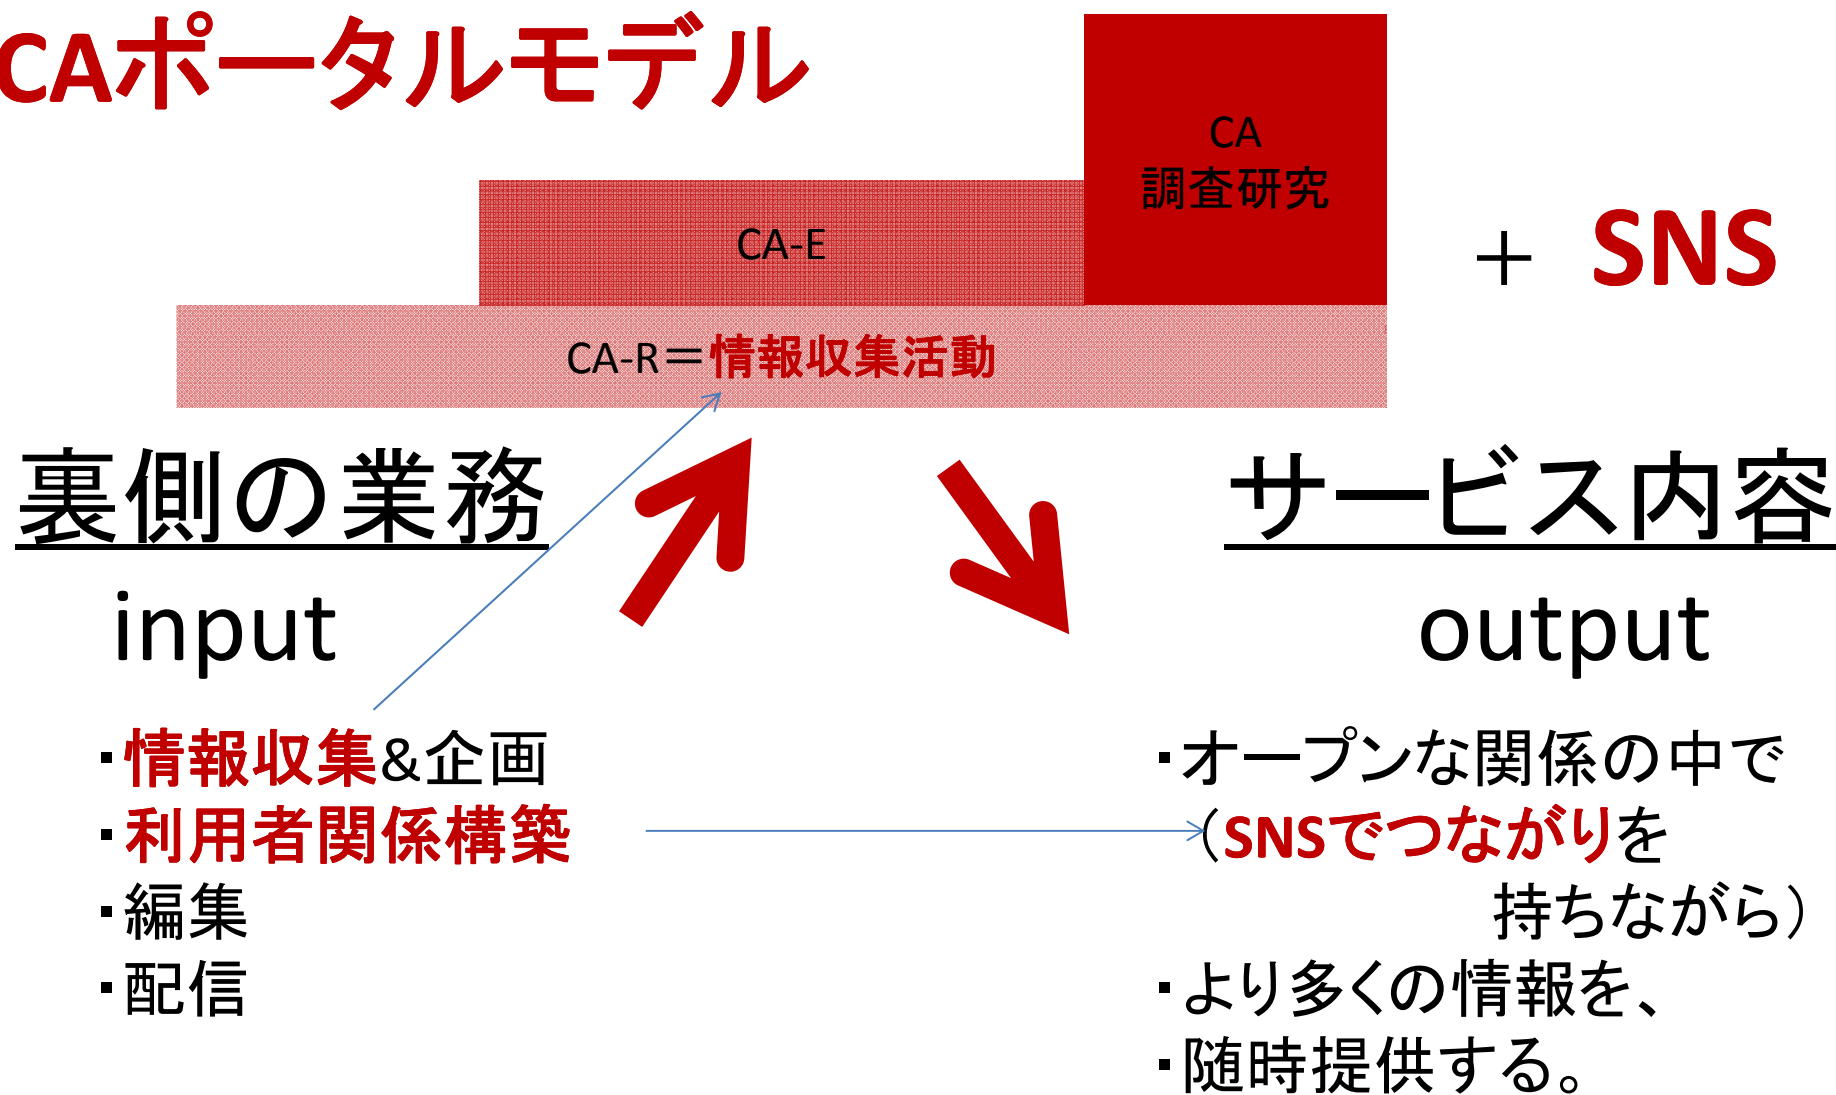 CAポータルモデル
CA
調査研究
CA-E
CA-R＝情報収集活動
＋ SNS
裏側の業務
input
・情報収集&企画
・利用者関係構築
・編集
・配信
サービス内容
output
・オープンな関係の中で
（SNSでつながりを
持ちながら）
・より多くの情報を、
・随時提供する。